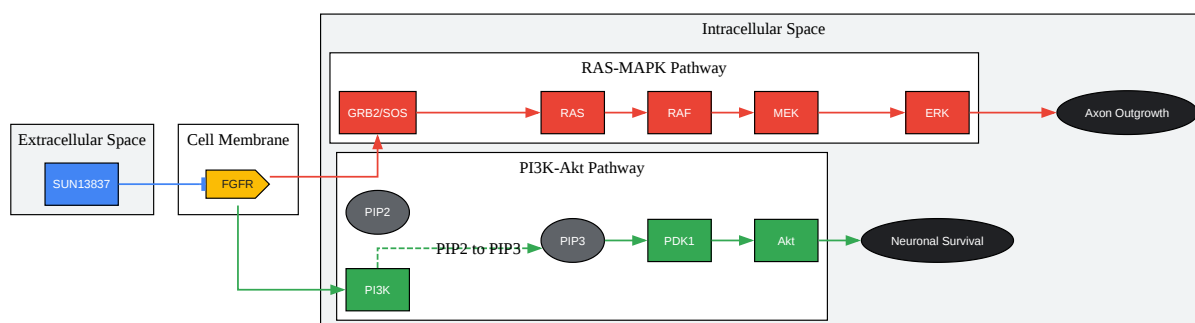 Intracellular Space
RAS-MAPK Pathway
GRB2/SOS
RAS
RAF
MEK
ERK
Axon Outgrowth
Extracellular Space
SUN13837
Cell Membrane
FGFR
PI3K-Akt Pathway
PIP2
PIP2 to PIP3
PIP3
PDK1
Akt
Neuronal Survival
PI3K